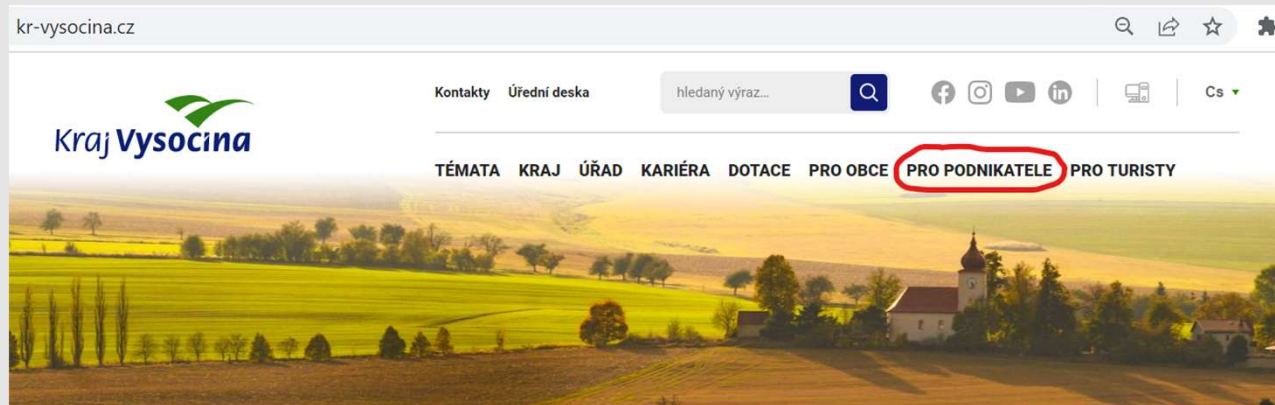 kr-vysocina.cz
Kontakty Úřední deska hledaný výraz... Cs
Kraj Vysocina
TÉMATA KRAJ ÚŘAD KARIÉRA DOTACE PRO OBCE PRO PODNIKATELE PRO TURISTY